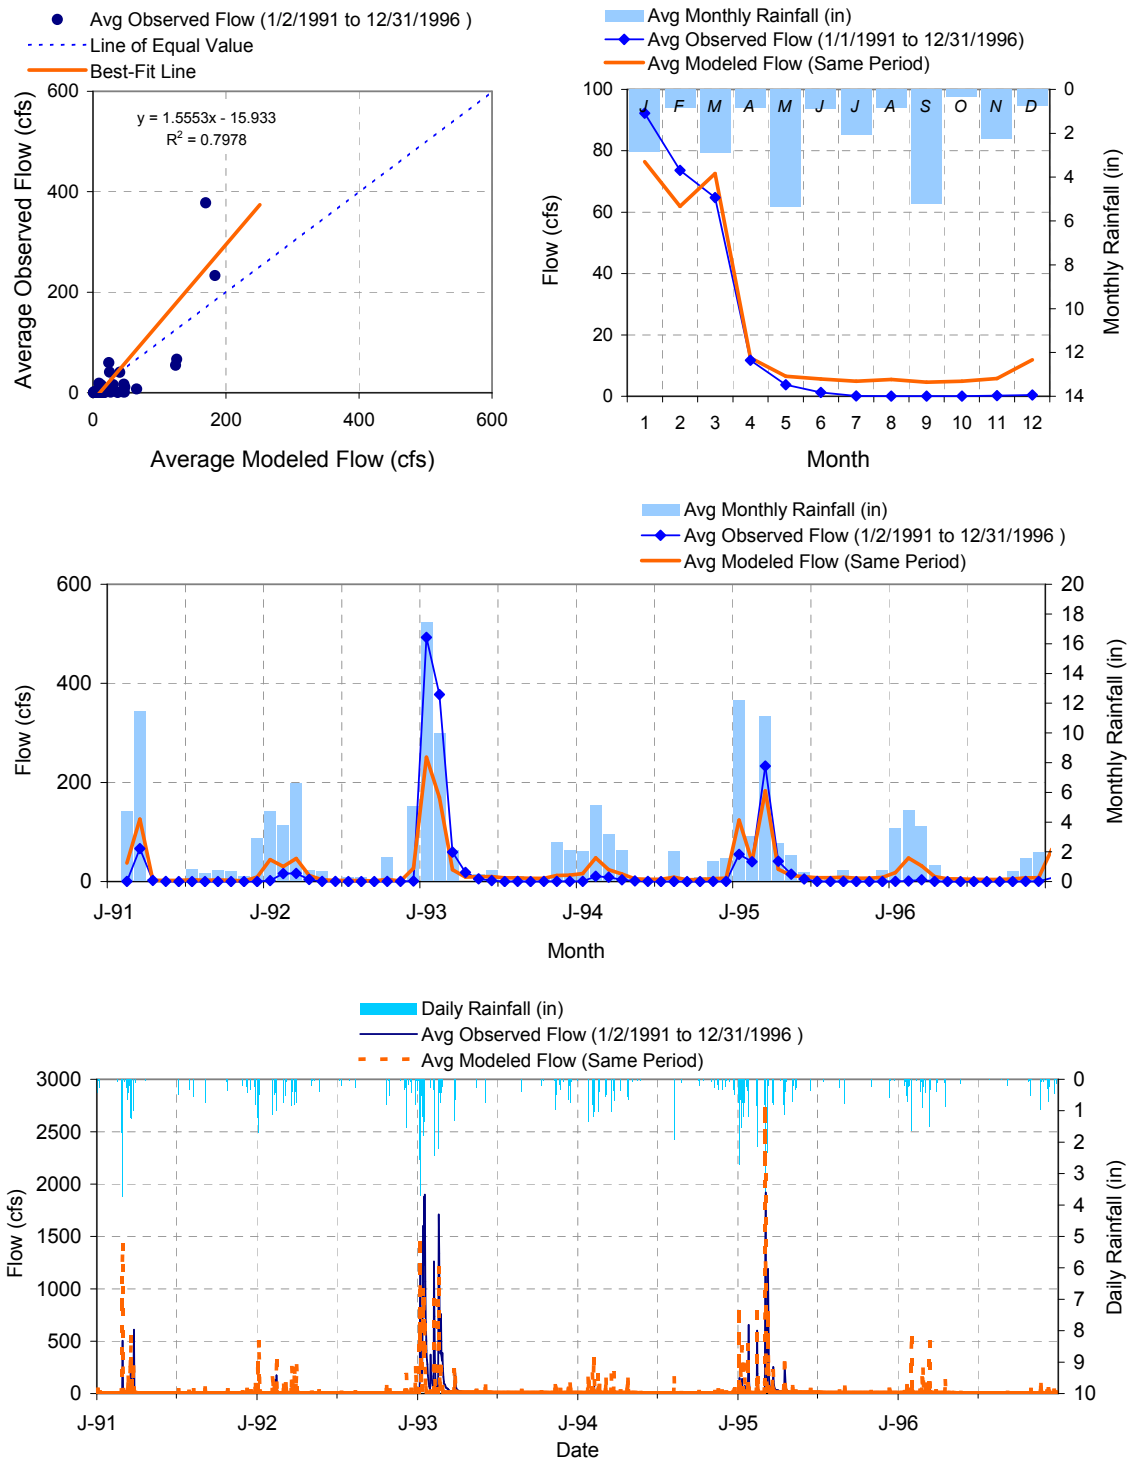 Avg Observed Flow (1/2/1991 to 12/31/1996 )
Line of Equal Value
Best-Fit Line
y = 1.5553x - 15.933
R² = 0.7978
600
400
200
0
0 200 400 600
Average Observed Flow (cfs)
Average Modeled Flow (cfs)
Avg Monthly Rainfall (in)
Avg Observed Flow (1/1/1991 to 12/31/1996)
Avg Modeled Flow (Same Period)
J F M A M J J A S O N D
100
80
60
40
20
0
Flow (cfs)
0
2
4
6
8
10
12
14
Monthly Rainfall (in)
1 2 3 4 5 6 7 8 9 10 11 12
Month
Avg Monthly Rainfall (in)
Avg Observed Flow (1/2/1991 to 12/31/1996 )
Avg Modeled Flow (Same Period)
600
400
200
0
Flow (cfs)
20
18
16
14
12
10
8
6
4
2
0
Monthly Rainfall (in)
J-91 J-92 J-93 J-94 J-95 J-96
Month
Daily Rainfall (in)
Avg Observed Flow (1/2/1991 to 12/31/1996 )
Avg Modeled Flow (Same Period)
3000
2500
2000
1500
1000
500
0
Flow (cfs)
0
1
2
3
4
5
6
7
8
9
10
Daily Rainfall (in)
J-91 J-92 J-93 J-94 J-95 J-96
Date